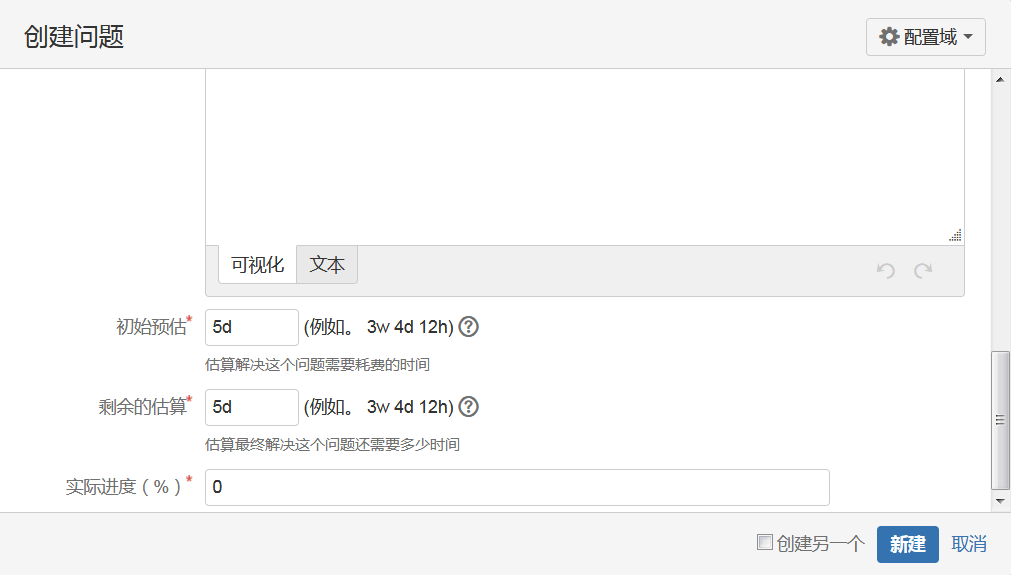 创建问题
配置域
可视化 文本
初始预估* 5d (例如。 3w 4d 12h)
估算解决这个问题需要耗费的时间
剩余的估算* 5d (例如。 3w 4d 12h)
估算最终解决这个问题还需要多少时间
实际进度（%）* 0
创建另一个 新建 取消